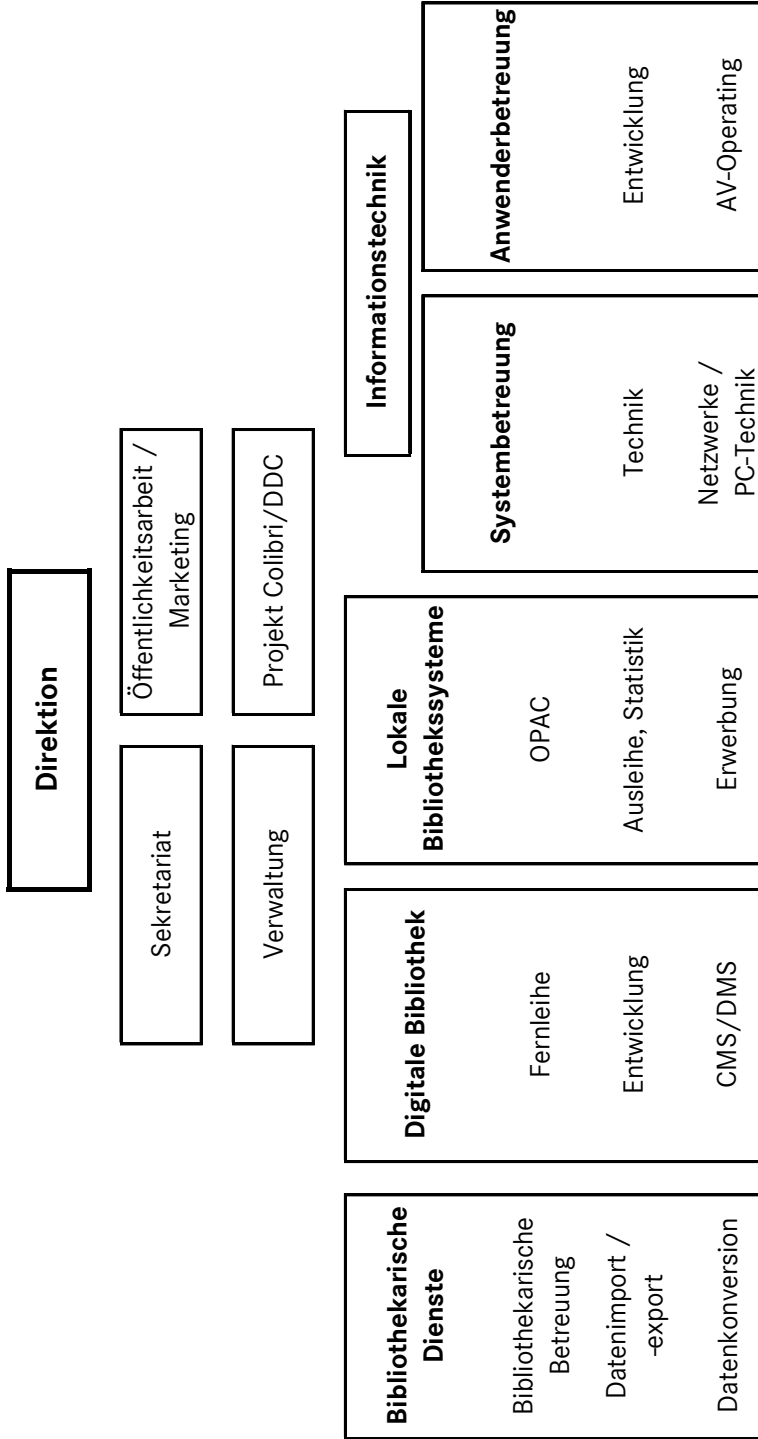 Direktion
Sekretariat
Öffentlichkeitsarbeit /
Marketing
Verwaltung
Projekt Colibri/DDC
Bibliothekarische
Dienste
Bibliothekarische
Betreuung
Datenimport /
-export
Datenkonversion
Digitale Bibliothek
Fernleihe
Entwicklung
CMS/DMS
Lokale
Bibliothekssysteme
OPAC
Ausleihe, Statistik
Erwerbung
Informationstechnik
Systembetreuung
Technik
Netzwerke /
PC-Technik
Anwenderbetreuung
Entwicklung
AV-Operating